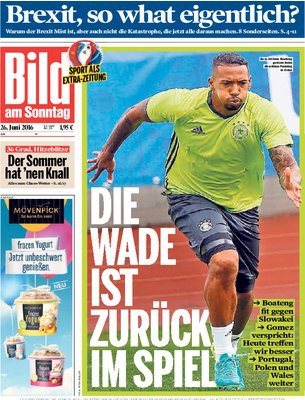 Brexit, so what eigentlich?
Warum der Brexit Mist ist, aber auch nicht die Katastrophe, die jetzt alle daraus machen. 8 Sonderseiten. S. 4-11
Bild
am Sonntag
SPORT ALS
EXTRA-ZEITUNG
26. Juni 2016
1,95 €
36 Grad, Hitzeblitze
Der Sommer
hat 'nen Knall
Alles zum Chaos-Wetter – S. 16/17
MÖVENPICK
frozen Yogurt
Jetzt unbeschwert
genießen.
NEU
DIE
WADE
IST
ZURÜCK
IM SPIEL
Boateng
fit gegen
Slowakei
Gomez
verspricht:
Heute treffen
wir besser
Portugal,
Polen und
Wales
weiter